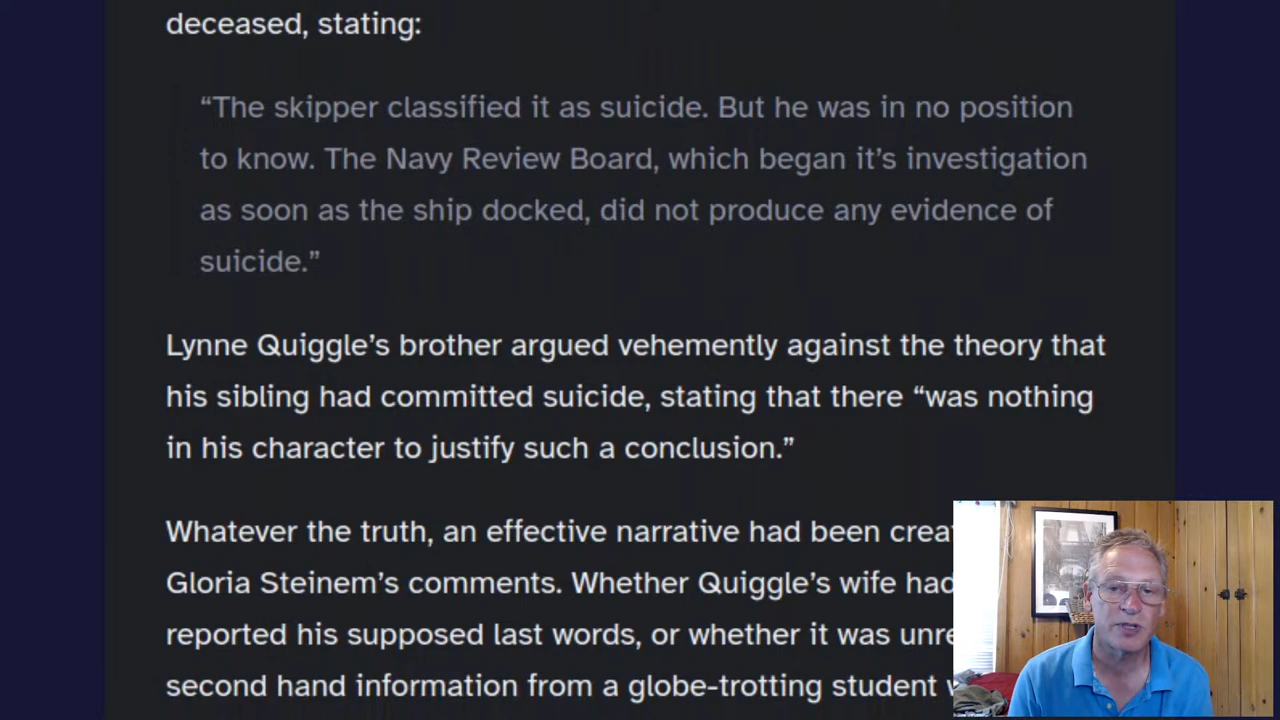 deceased, stating:
“The skipper classified it as suicide. But he was in no position
to know. The Navy Review Board, which began it’s investigation
as soon as the ship docked, did not produce any evidence of
suicide.”
Lynne Quiggle’s brother argued vehemently against the theory that
his sibling had committed suicide, stating that there “was nothing
in his character to justify such a conclusion.”
Whatever the truth, an effective narrative had been
Gloria Steinem’s comments. Whether Quiggle’s wife had
reported his supposed last words, or whether it was
second hand information from a globe-trotting student